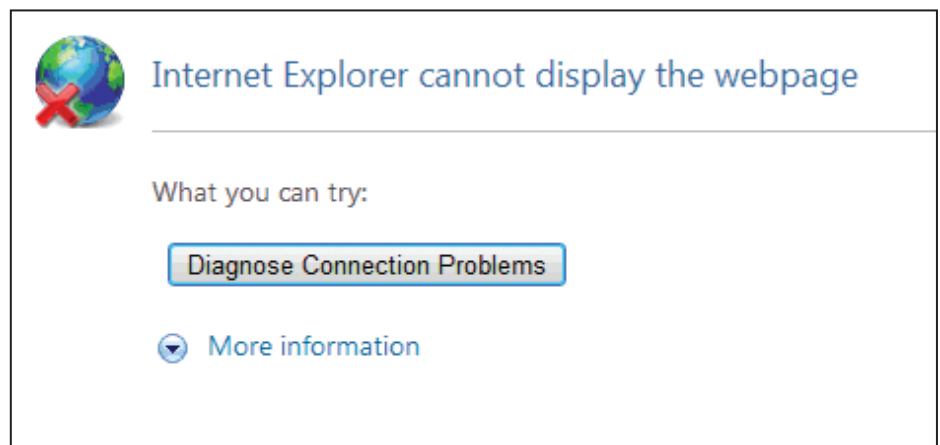 Internet Explorer cannot display the webpage
What you can try:
Diagnose Connection Problems
More information